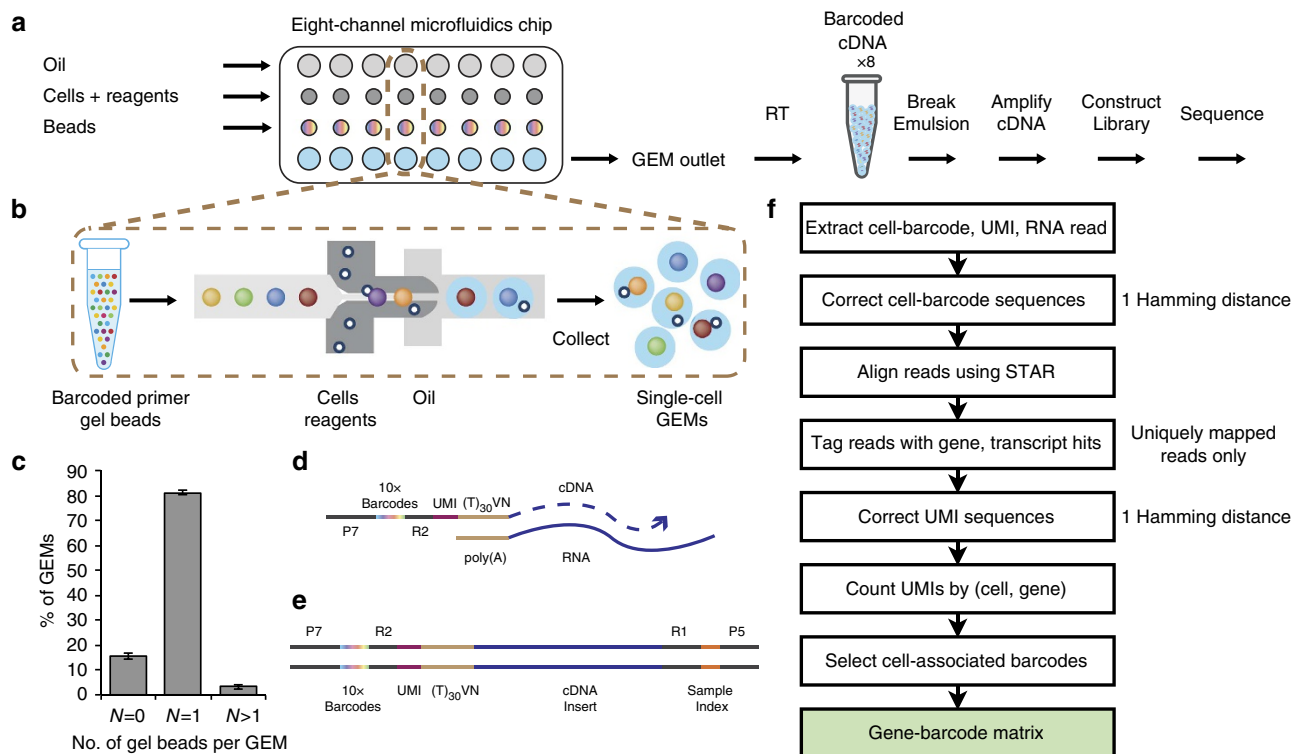 a
Eight-channel microfluidics chip
Oil
Cells + reagents
Beads
GEM outlet
RT
Barcoded
cDNA
×8
Break
Emulsion
Amplify
cDNA
Construct
Library
Sequence
b
Collect
Barcoded primer
gel beads
Cells
reagents
Oil
Single-cell
GEMs
c
90
80
70
60
50
40
30
20
10
0
% of GEMs
N=0
N=1
N>1
No. of gel beads per GEM
d
10×
Barcodes
UMI
(T)30VN
cDNA
P7
R2
poly(A)
RNA
e
P7
R2
R1
P5
10×
Barcodes
UMI
(T)30VN
cDNA
Insert
Sample
Index
f
Extract cell-barcode, UMI, RNA read
Correct cell-barcode sequences
1 Hamming distance
Align reads using STAR
Tag reads with gene, transcript hits
Uniquely mapped
reads only
Correct UMI sequences
1 Hamming distance
Count UMIs by (cell, gene)
Select cell-associated barcodes
Gene-barcode matrix